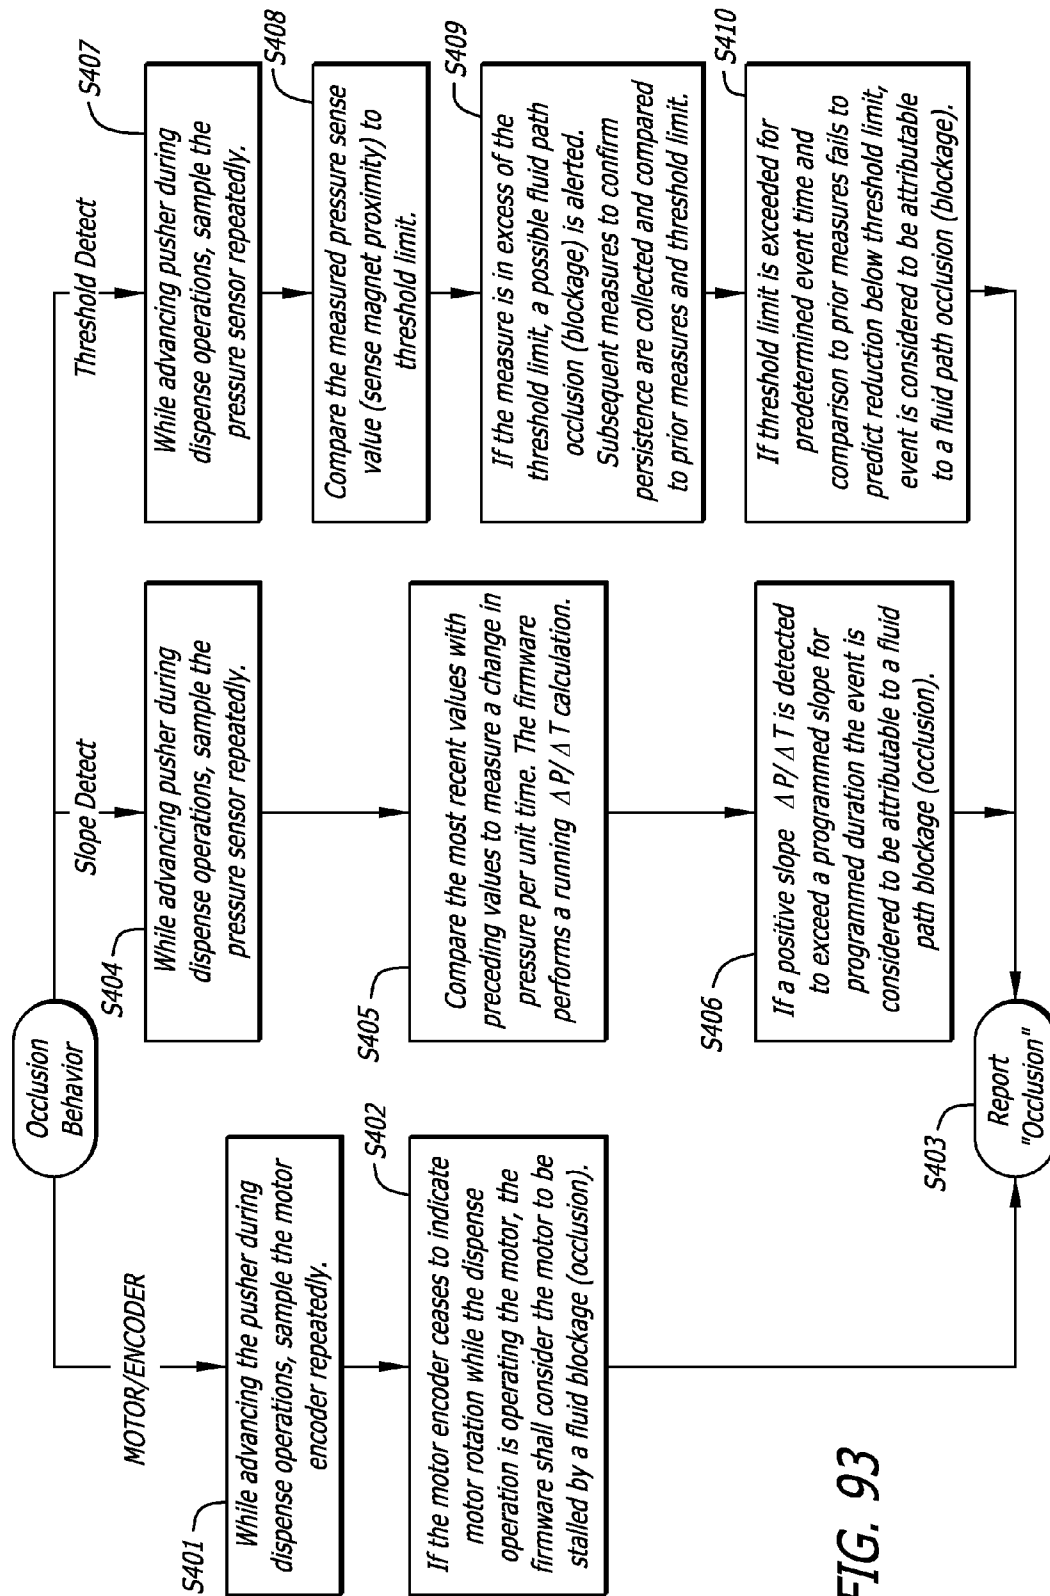 Occlusion
Behavior
MOTOR/ENCODER
S401
While advancing the pusher during
dispense operations, sample the motor
encoder repeatedly.
S402
If the motor encoder ceases to indicate
motor rotation while the dispense
operation is operating the motor, the
firmware shall consider the motor to be
stalled by a fluid blockage (occlusion).
Slope Detect
S404
While advancing pusher during
dispense operations, sample the
pressure sensor repeatedly.
S405
Compare the most recent values with
preceding values to measure a change in
pressure per unit time. The firmware
performs a running ΔP/ΔT calculation.
S406
If a positive slope ΔP/ΔT is detected
to exceed a programmed slope for
programmed duration the event is
considered to be attributable to a fluid
path blockage (occlusion).
Threshold Detect
S407
While advancing pusher during
dispense operations, sample the
pressure sensor repeatedly.
S408
Compare the measured pressure sense
value (sense magnet proximity) to
threshold limit.
S409
If the measure is in excess of the
threshold limit, a possible fluid path
occlusion (blockage) is alerted.
Subsequent measures to confirm
persistence are collected and compared
to prior measures and threshold limit.
S410
If threshold limit is exceeded for
predetermined event time and
comparison to prior measures fails to
predict reduction below threshold limit,
event is considered to be attributable
to a fluid path occlusion (blockage).
S403
Report
"Occlusion"
FIG. 93